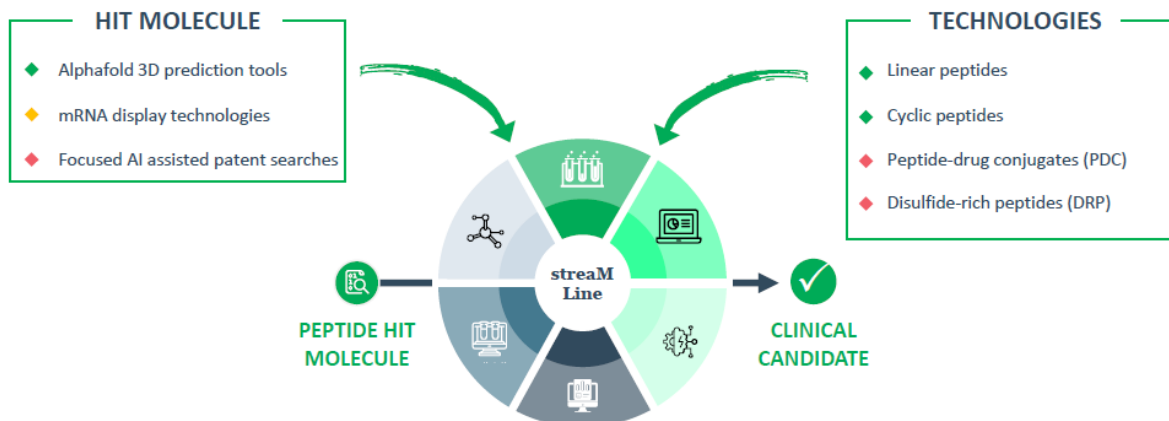 HIT MOLECULE
Alphafold 3D prediction tools
mRNA display technologies
Focused AI assisted patent searches
TECHNOLOGIES
Linear peptides
Cyclic peptides
Peptide-drug conjugates (PDC)
Disulfide-rich peptides (DRP)
streaM
Line
PEPTIDE HIT
MOLECULE
CLINICAL
CANDIDATE